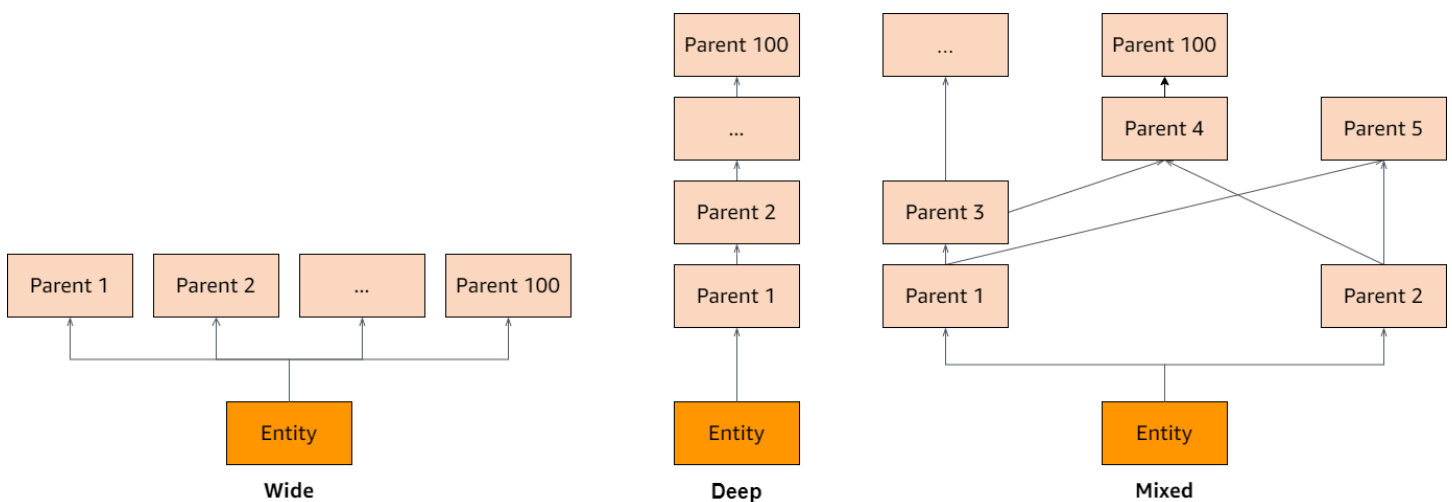 Parent 1
Parent 2
...
Parent 100
Entity
Wide
Parent 100
...
Parent 2
Parent 1
Entity
Deep
...
Parent 100
Parent 4
Parent 5
Parent 3
Parent 1
Parent 2
Entity
Mixed